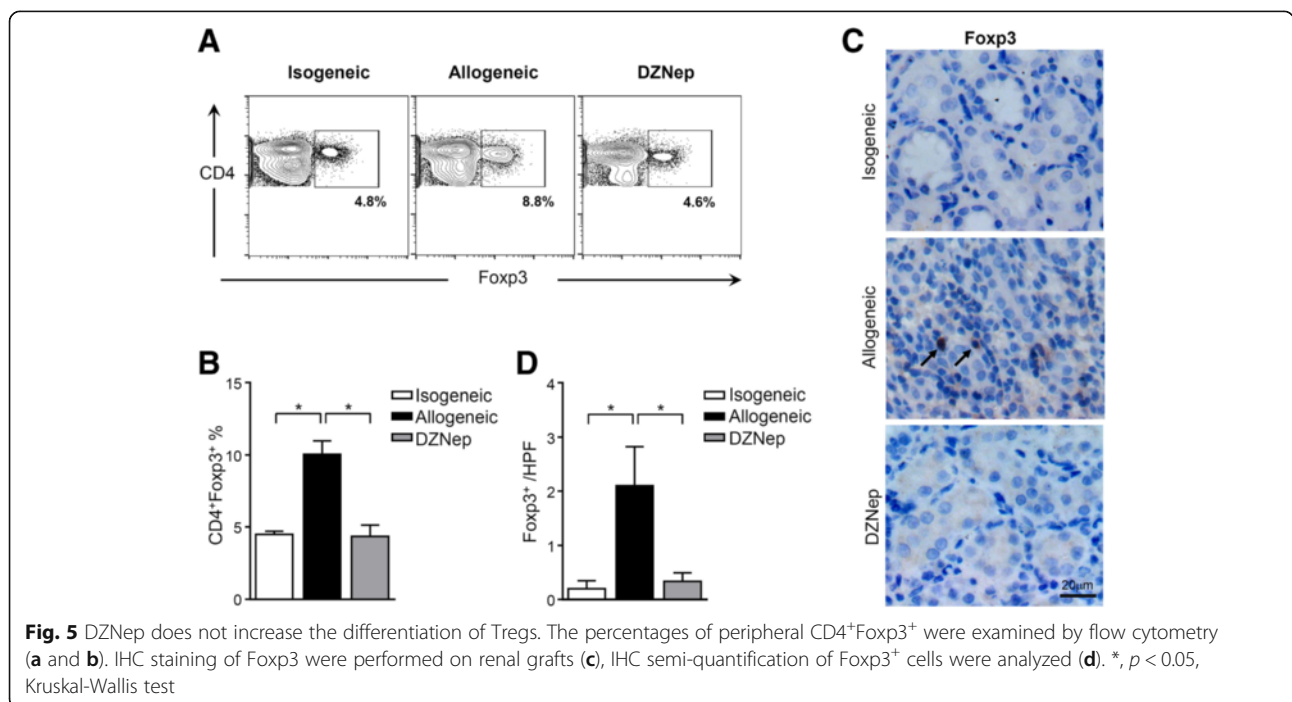 A
Isogeneic
Allogeneic
DZNep
CD4
4.8%
8.8%
4.6%
Foxp3
B
CD4+Foxp3+ %
15
10
5
0
*
*
Isogeneic
Allogeneic
DZNep
D
Foxp3+ /HPF
4
3
2
1
0
*
*
Isogeneic
Allogeneic
DZNep
C
Foxp3
Isogeneic
Allogeneic
DZNep
20μm
Fig. 5 DZNep does not increase the differentiation of Tregs. The percentages of peripheral CD4+Foxp3+ were examined by flow cytometry
(a and b). IHC staining of Foxp3 were performed on renal grafts (c), IHC semi-quantification of Foxp3+ cells were analyzed (d). *, p < 0.05,
Kruskal-Wallis test